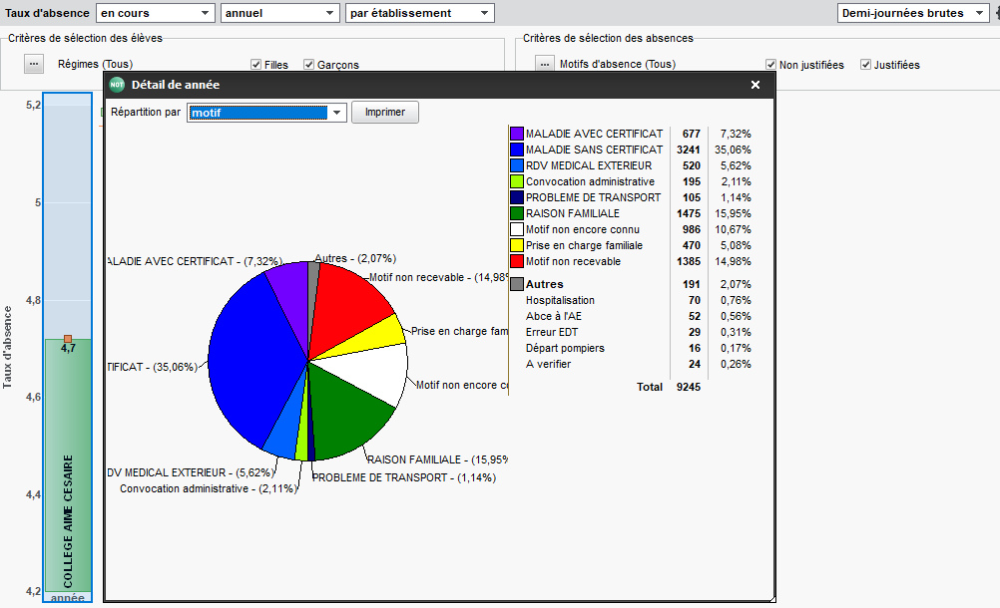 Taux d'absence en cours annuel par établissement Demi-journées brutes
Critères de sélection des élèves Critères de sélection des absences
... Régimes (Tous) Filles Garçons ... Motifs d'absence (Tous) Non justifiées Justifiées
NOT Détail de année
Répartition par motif Imprimer
5,2
5
4,8
4,7
4,6
4,4
4,2
Taux d'absence
COLLEGE AIME CESAIRE
année
ALADIE AVEC CERTIFICAT - (7,32%)
Autres - (2,07%)
Motif non recevable - (14,98%
Prise en charge fam
TIFICAT - (35,06%)
Motif non encore c
RAISON FAMILIALE - (15,95%
DV MEDICAL EXTERIEUR - (5,62%)
PROBLEME DE TRANSPORT - (1,14%)
Convocation administrative - (2,11%)
MALADIE AVEC CERTIFICAT 677 7,32%
MALADIE SANS CERTIFICAT 3241 35,06%
RDV MEDICAL EXTERIEUR 520 5,62%
Convocation administrative 195 2,11%
PROBLEME DE TRANSPORT 105 1,14%
RAISON FAMILIALE 1475 15,95%
Motif non encore connu 986 10,67%
Prise en charge familiale 470 5,08%
Motif non recevable 1385 14,98%
Autres 191 2,07%
Hospitalisation 70 0,76%
Abce à l'AE 52 0,56%
Erreur EDT 29 0,31%
Départ pompiers 16 0,17%
A verifier 24 0,26%
Total 9245